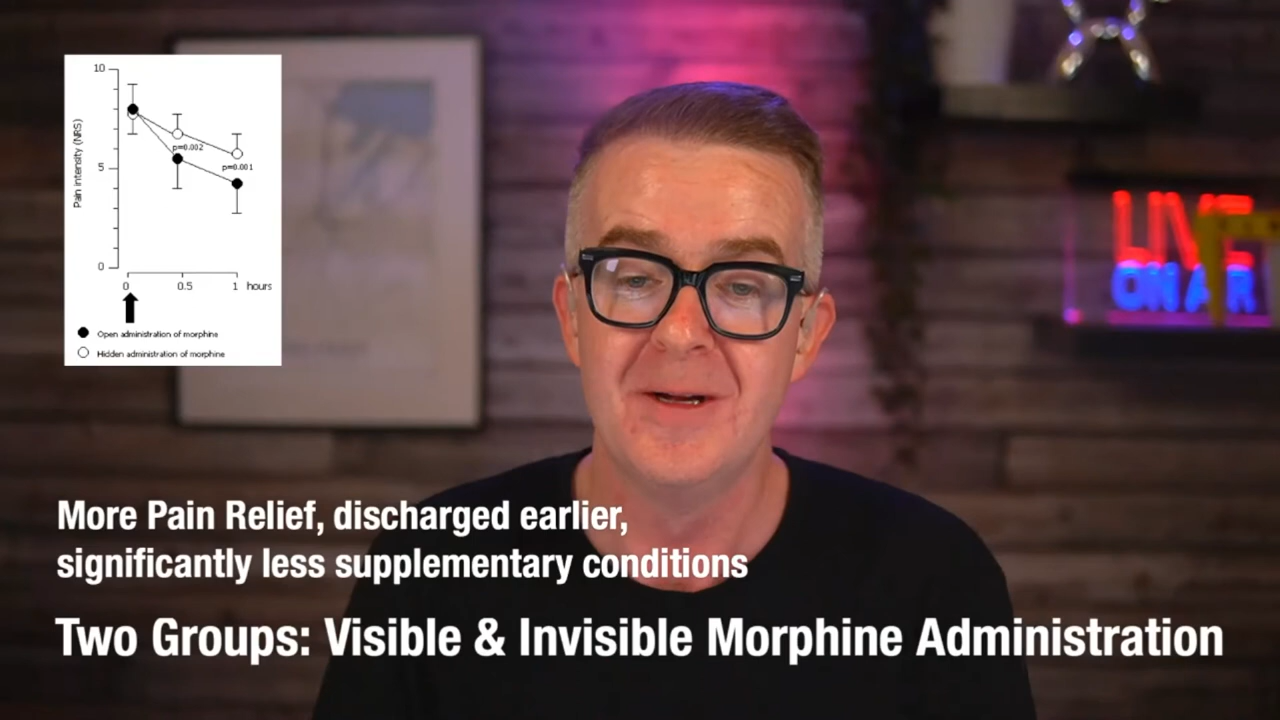 10
Pain intensity (NRS)
p=0.002
p=0.001
5
0
0 0.5 1 hours
Open administration of morphine
Hidden administration of morphine
LIVE
ON AIR
More Pain Relief, discharged earlier,
significantly less supplementary conditions
Two Groups: Visible & Invisible Morphine Administration